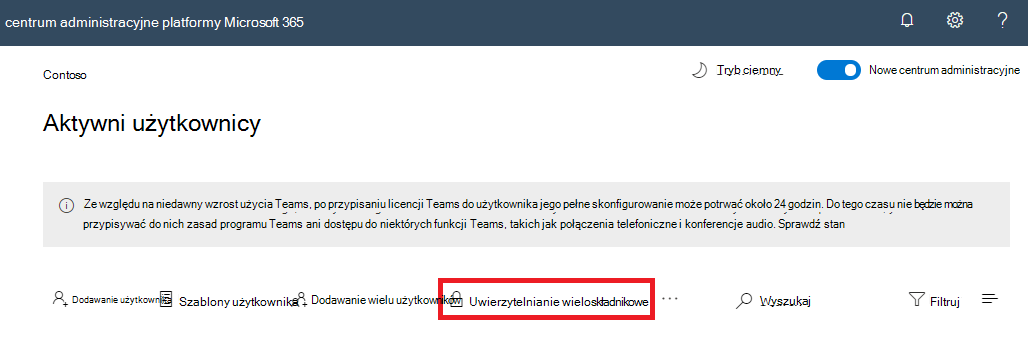 centrum administracyjne platformy Microsoft 365
Contoso
Tryb ciemny
Nowe centrum administracyjne
Aktywni użytkownicy
Ze względu na niedawny wzrost użycia Teams, po przypisaniu licencji Teams do użytkownika jego pełne skonfigurowanie może potrwać około 24 godzin. Do tego czasu nie będzie można
przypisywać do nich zasad programu Teams ani dostępu do niektórych funkcji Teams, takich jak połączenia telefoniczne i konferencje audio. Sprawdź stan
Dodawanie użytkownika Szablony użytkownika Dodawanie wielu użytkowników Uwierzytelnianie wieloskładnikowe Wyszukaj Filtruj